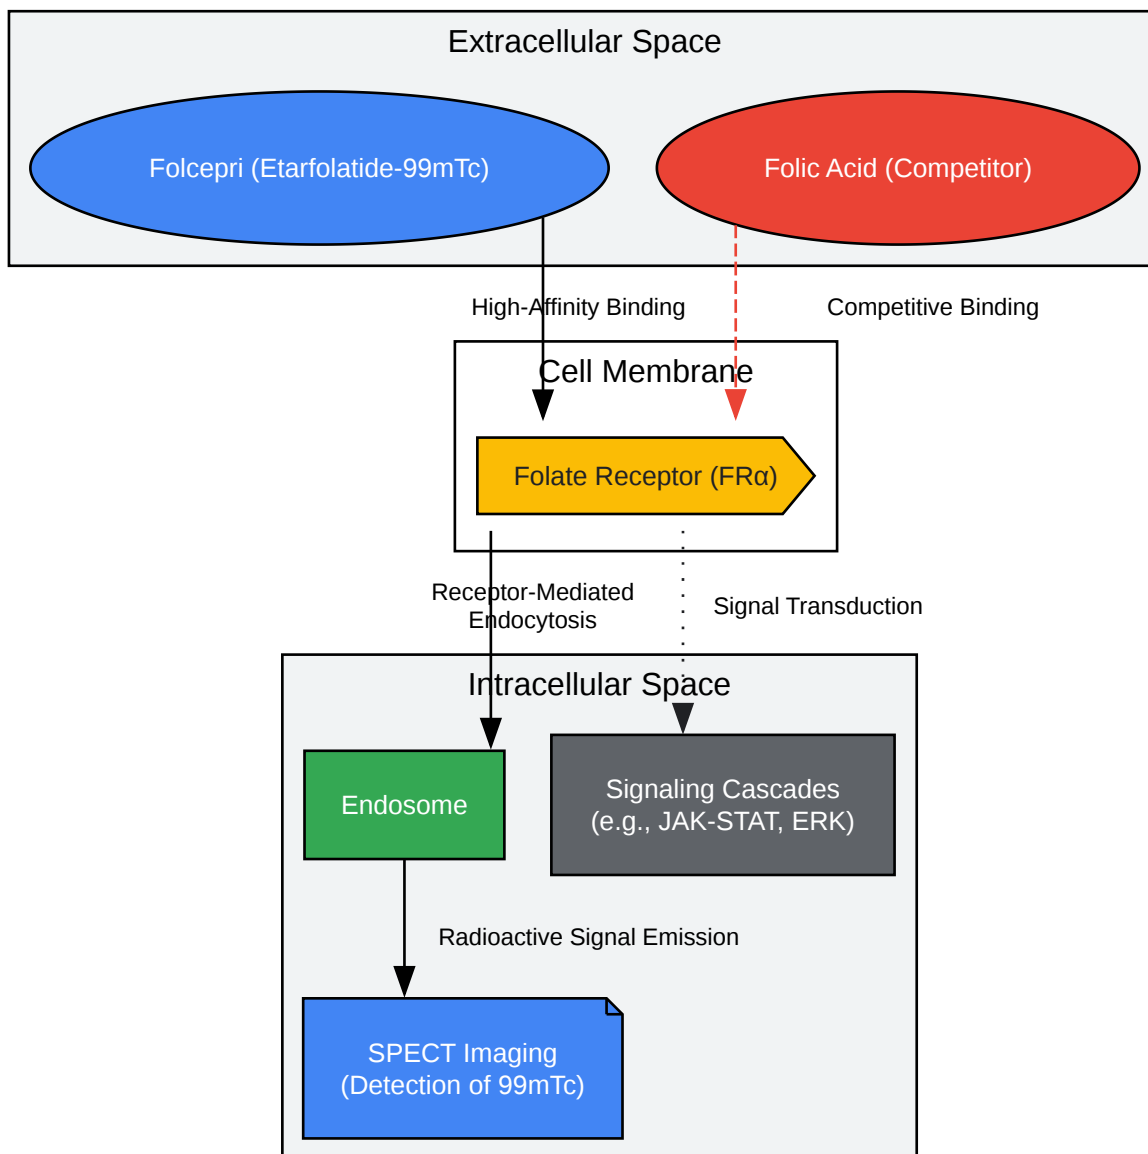 Extracellular Space
Folcepri (Etarfolatide-99mTc)
Folic Acid (Competitor)
High-Affinity Binding
Competitive Binding
Cell Membrane
Folate Receptor (FRα)
Receptor-Mediated
Endocytosis
Signal Transduction
Intracellular Space
Endosome
Signaling Cascades
(e.g., JAK-STAT, ERK)
Radioactive Signal Emission
SPECT Imaging
(Detection of 99mTc)